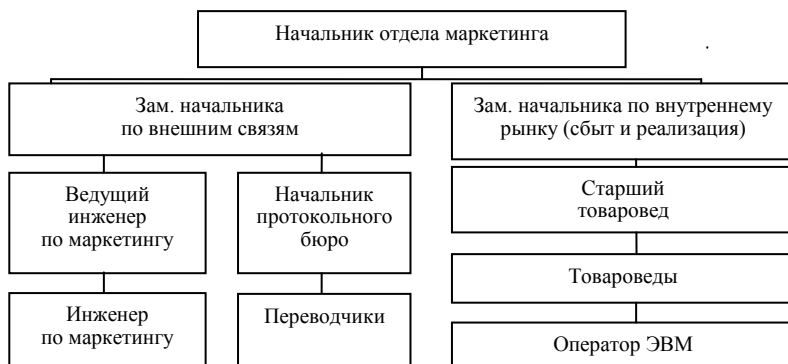 Начальник отдела маркетинга
Зам. начальника
по внешним связям
Зам. начальника по внутреннему
рынку (сбыт и реализация)
Ведущий
инженер
по маркетингу
Начальник
протокольного
бюро
Старший
товаровед
Товароведы
Инженер
по маркетингу
Переводчики
Оператор ЭВМ